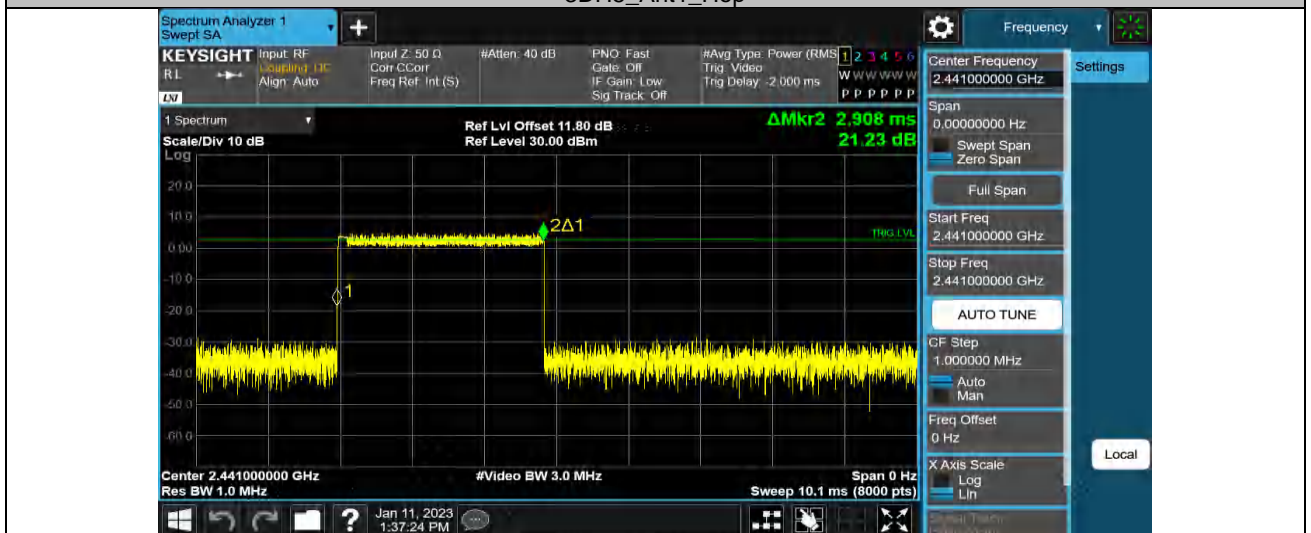 Spectrum Analyzer 1
Swept SA
+
Frequency
KEYSIGHT
RL
LXI
Input: RF
Coupling: DC
Align: Auto
Input Z: 50 Ω
Corr CCorr
Freq Ref: Int (S)
#Atten: 40 dB
PNO: Fast
Gate: Off
IF Gain: Low
Sig Track: Off
#Avg Type: Power (RMS
Trig: Video
Trig Delay: -2.000 ms
1 2 3 4 5 6
W W W W W W
P P P P P P
1 Spectrum
Scale/Div 10 dB
Log
Ref Lvl Offset 11.80 dB
Ref Level 30.00 dBm
ΔMkr2 2.908 ms
21.23 dB
20.0
10.0
0.00
-10.0
-20.0
-30.0
-40.0
-50.0
-60.0
2Δ1
1
TRIG LVL
Center 2.441000000 GHz
Res BW 1.0 MHz
#Video BW 3.0 MHz
Span 0 Hz
Sweep 10.1 ms (8000 pts)
Center Frequency
2.441000000 GHz
Settings
Span
0.00000000 Hz
Swept Span
Zero Span
Full Span
Start Freq
2.441000000 GHz
Stop Freq
2.441000000 GHz
AUTO TUNE
CF Step
1.000000 MHz
Auto
Man
Freq Offset
0 Hz
X Axis Scale
Log
Lin
Local
?
Jan 11, 2023
1:37:24 PM